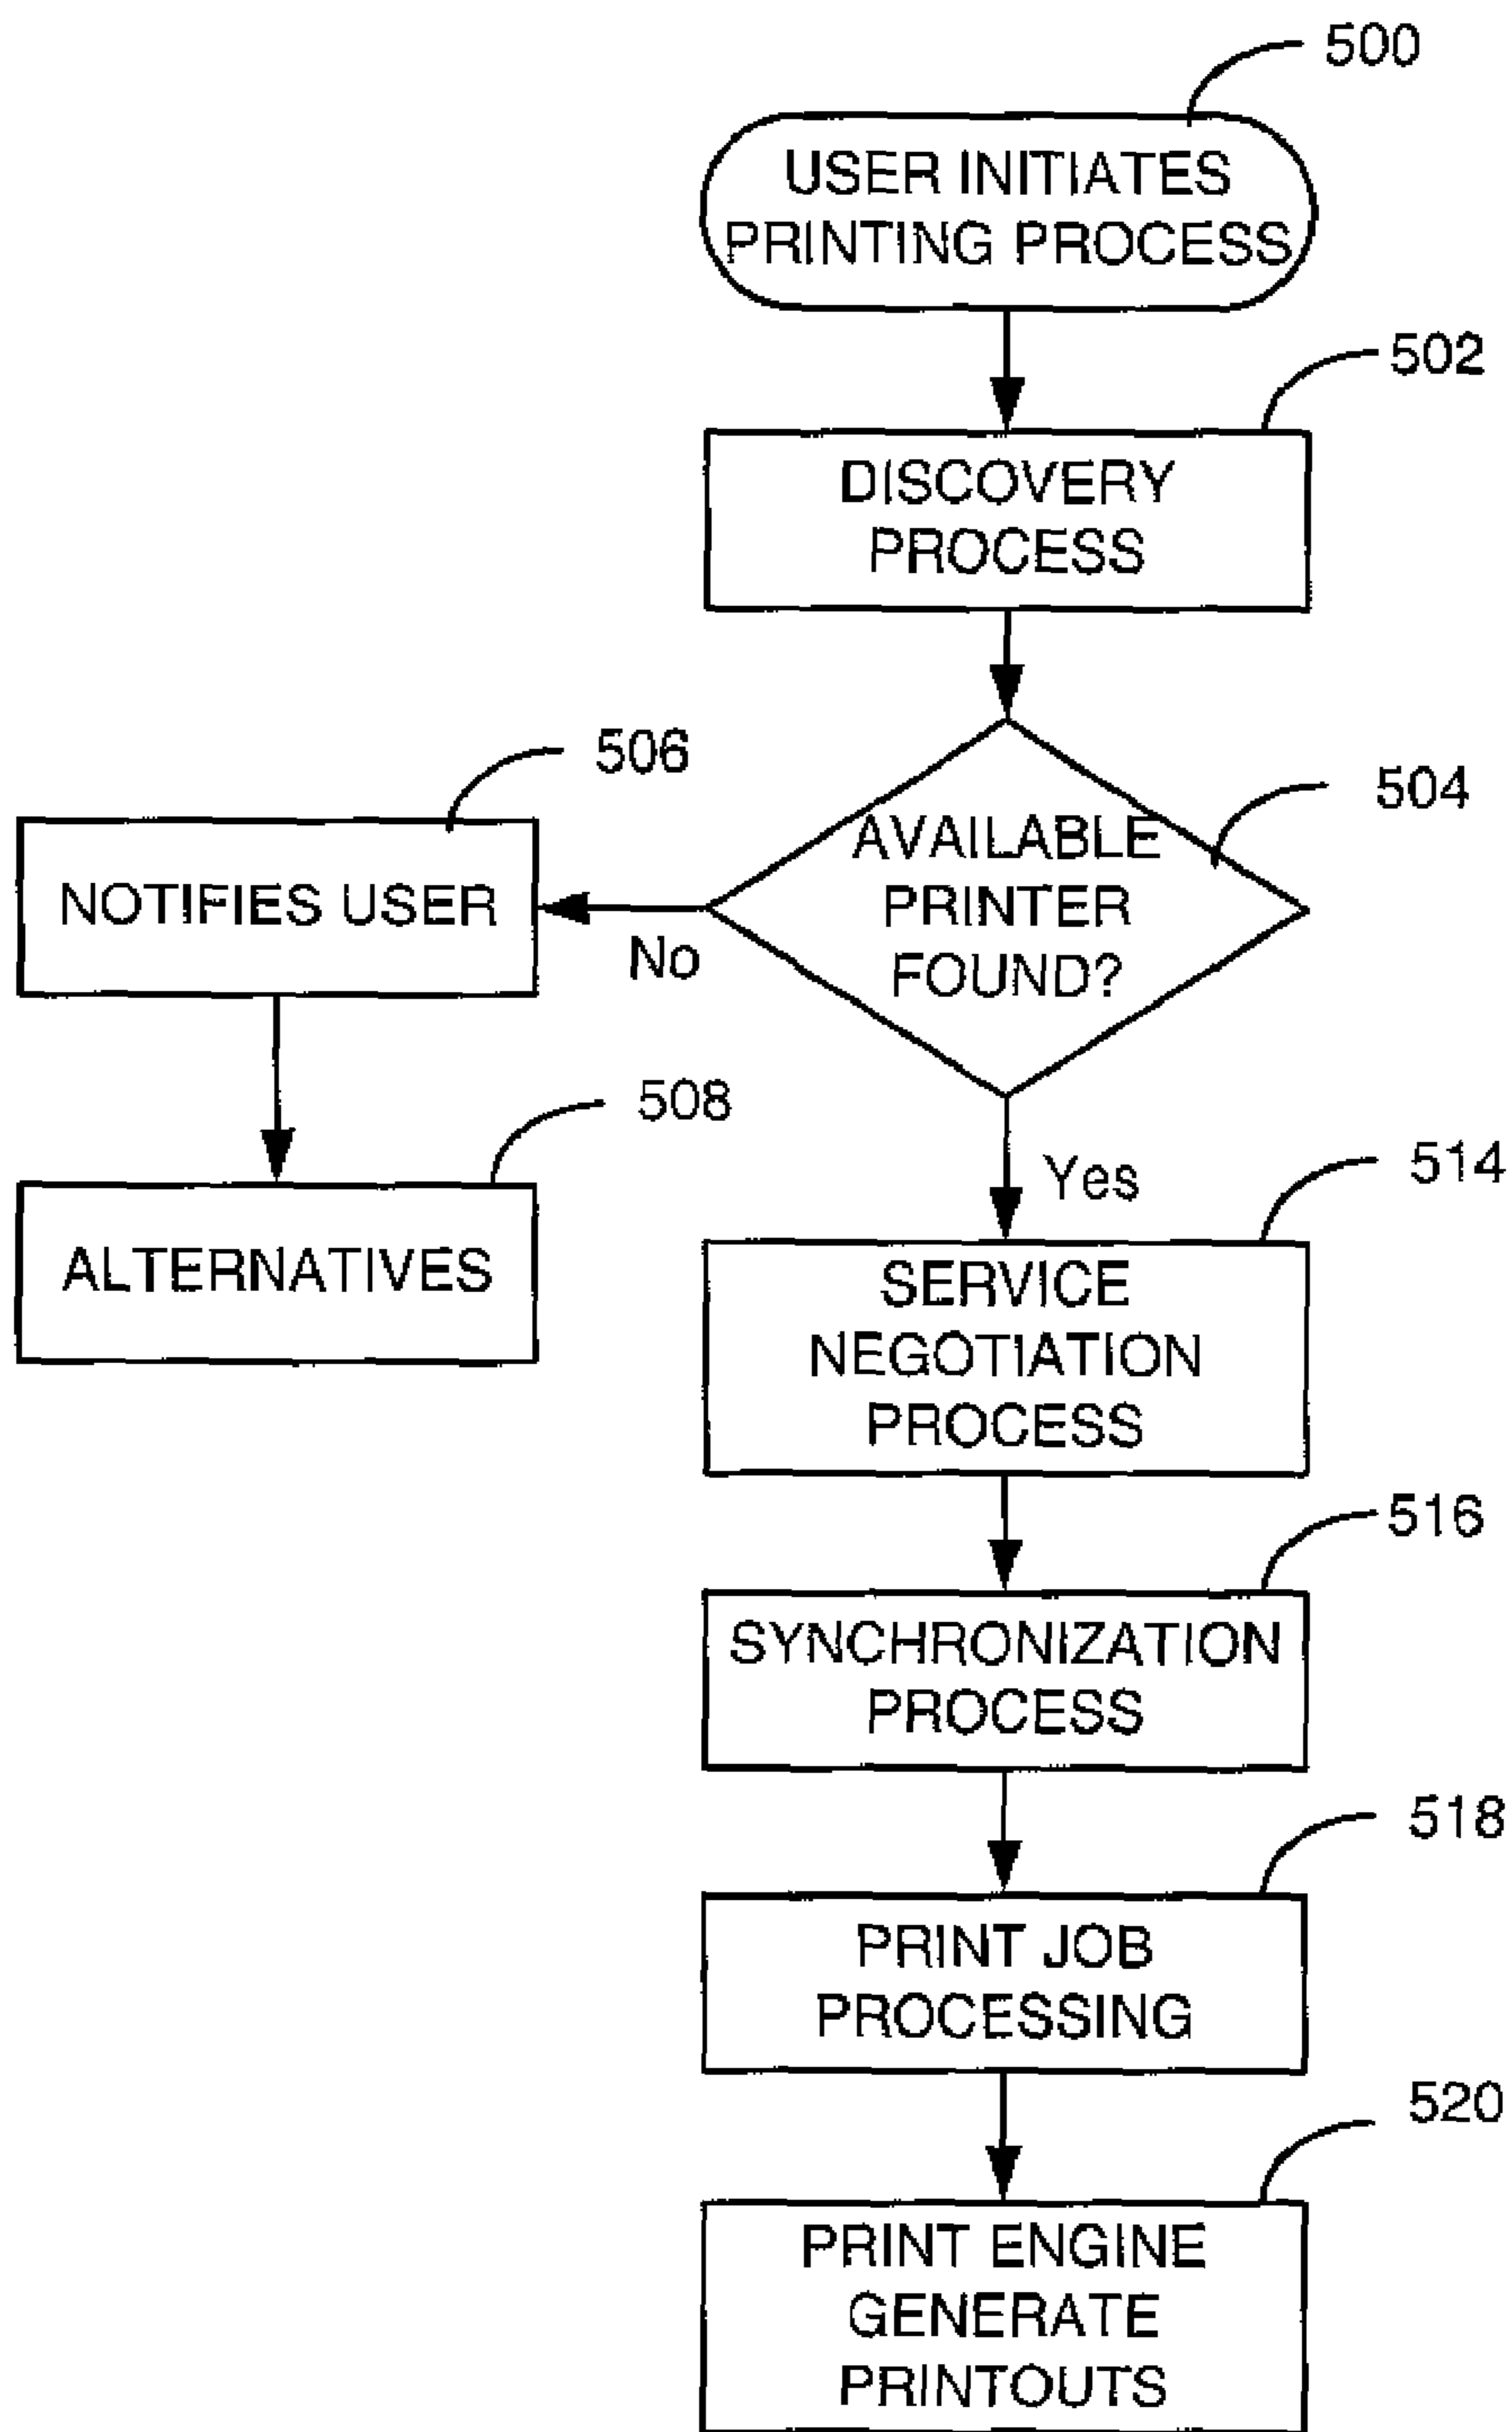 500
USER INITIATES
PRINTING PROCESS
502
DISCOVERY
PROCESS
504
AVAILABLE
PRINTER
FOUND?
506
NOTIFIES USER
No
508
ALTERNATIVES
Yes
514
SERVICE
NEGOTIATION
PROCESS
516
SYNCHRONIZATION
PROCESS
518
PRINT JOB
PROCESSING
520
PRINT ENGINE
GENERATE
PRINTOUTS